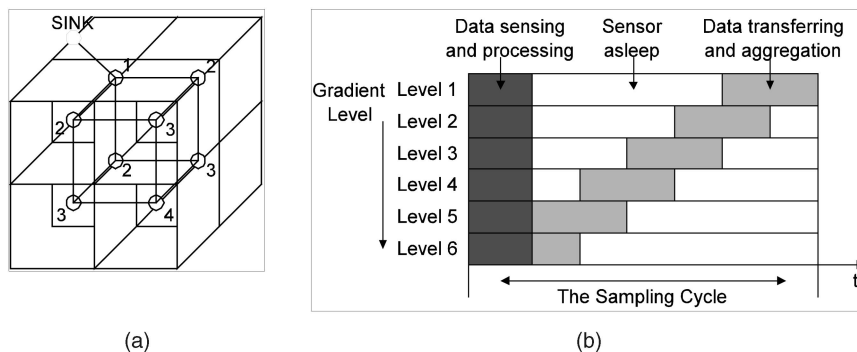 SINK
1
2
2
3
2
3
3
4
(a)
Data sensing
and processing
Sensor
asleep
Data transferring
and aggregation
Gradient
Level
Level 1
Level 2
Level 3
Level 4
Level 5
Level 6
t
The Sampling Cycle
(b)